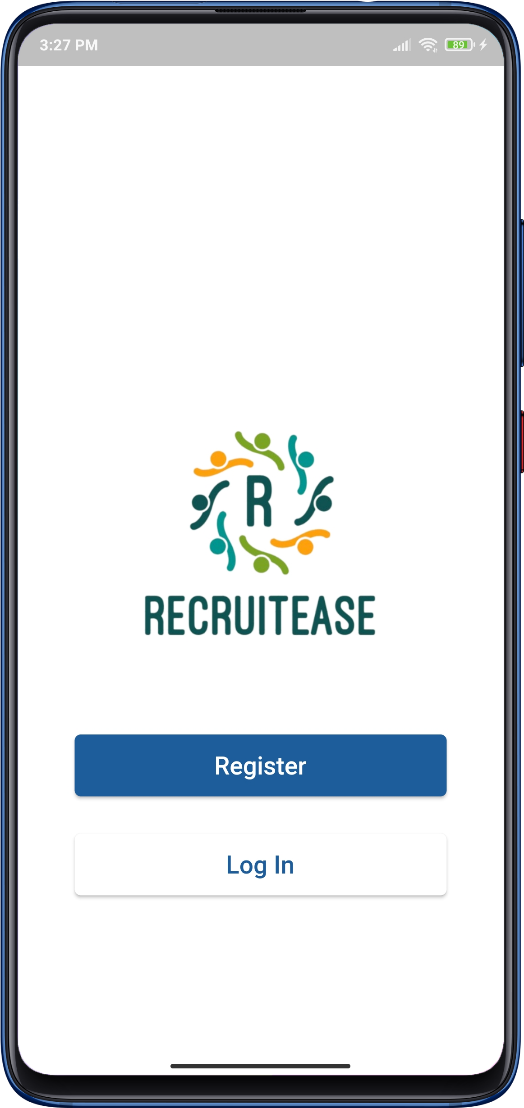 3:27 PM 89
R
RECRUITEASE
Register
Log In